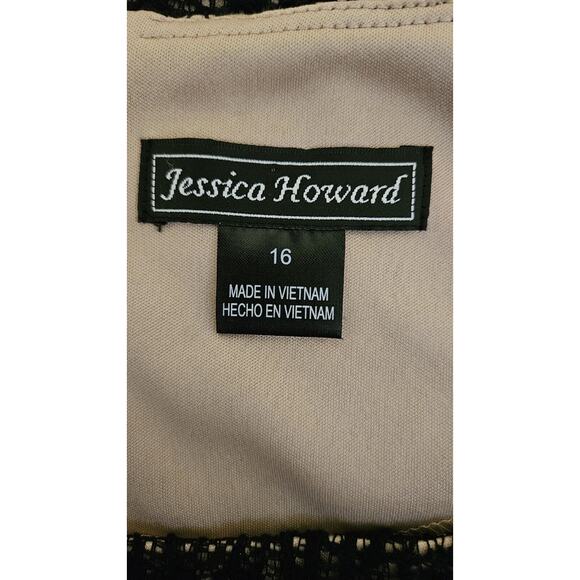 Jessica Howard
16
MADE IN VIETNAM
HECHO EN VIETNAM